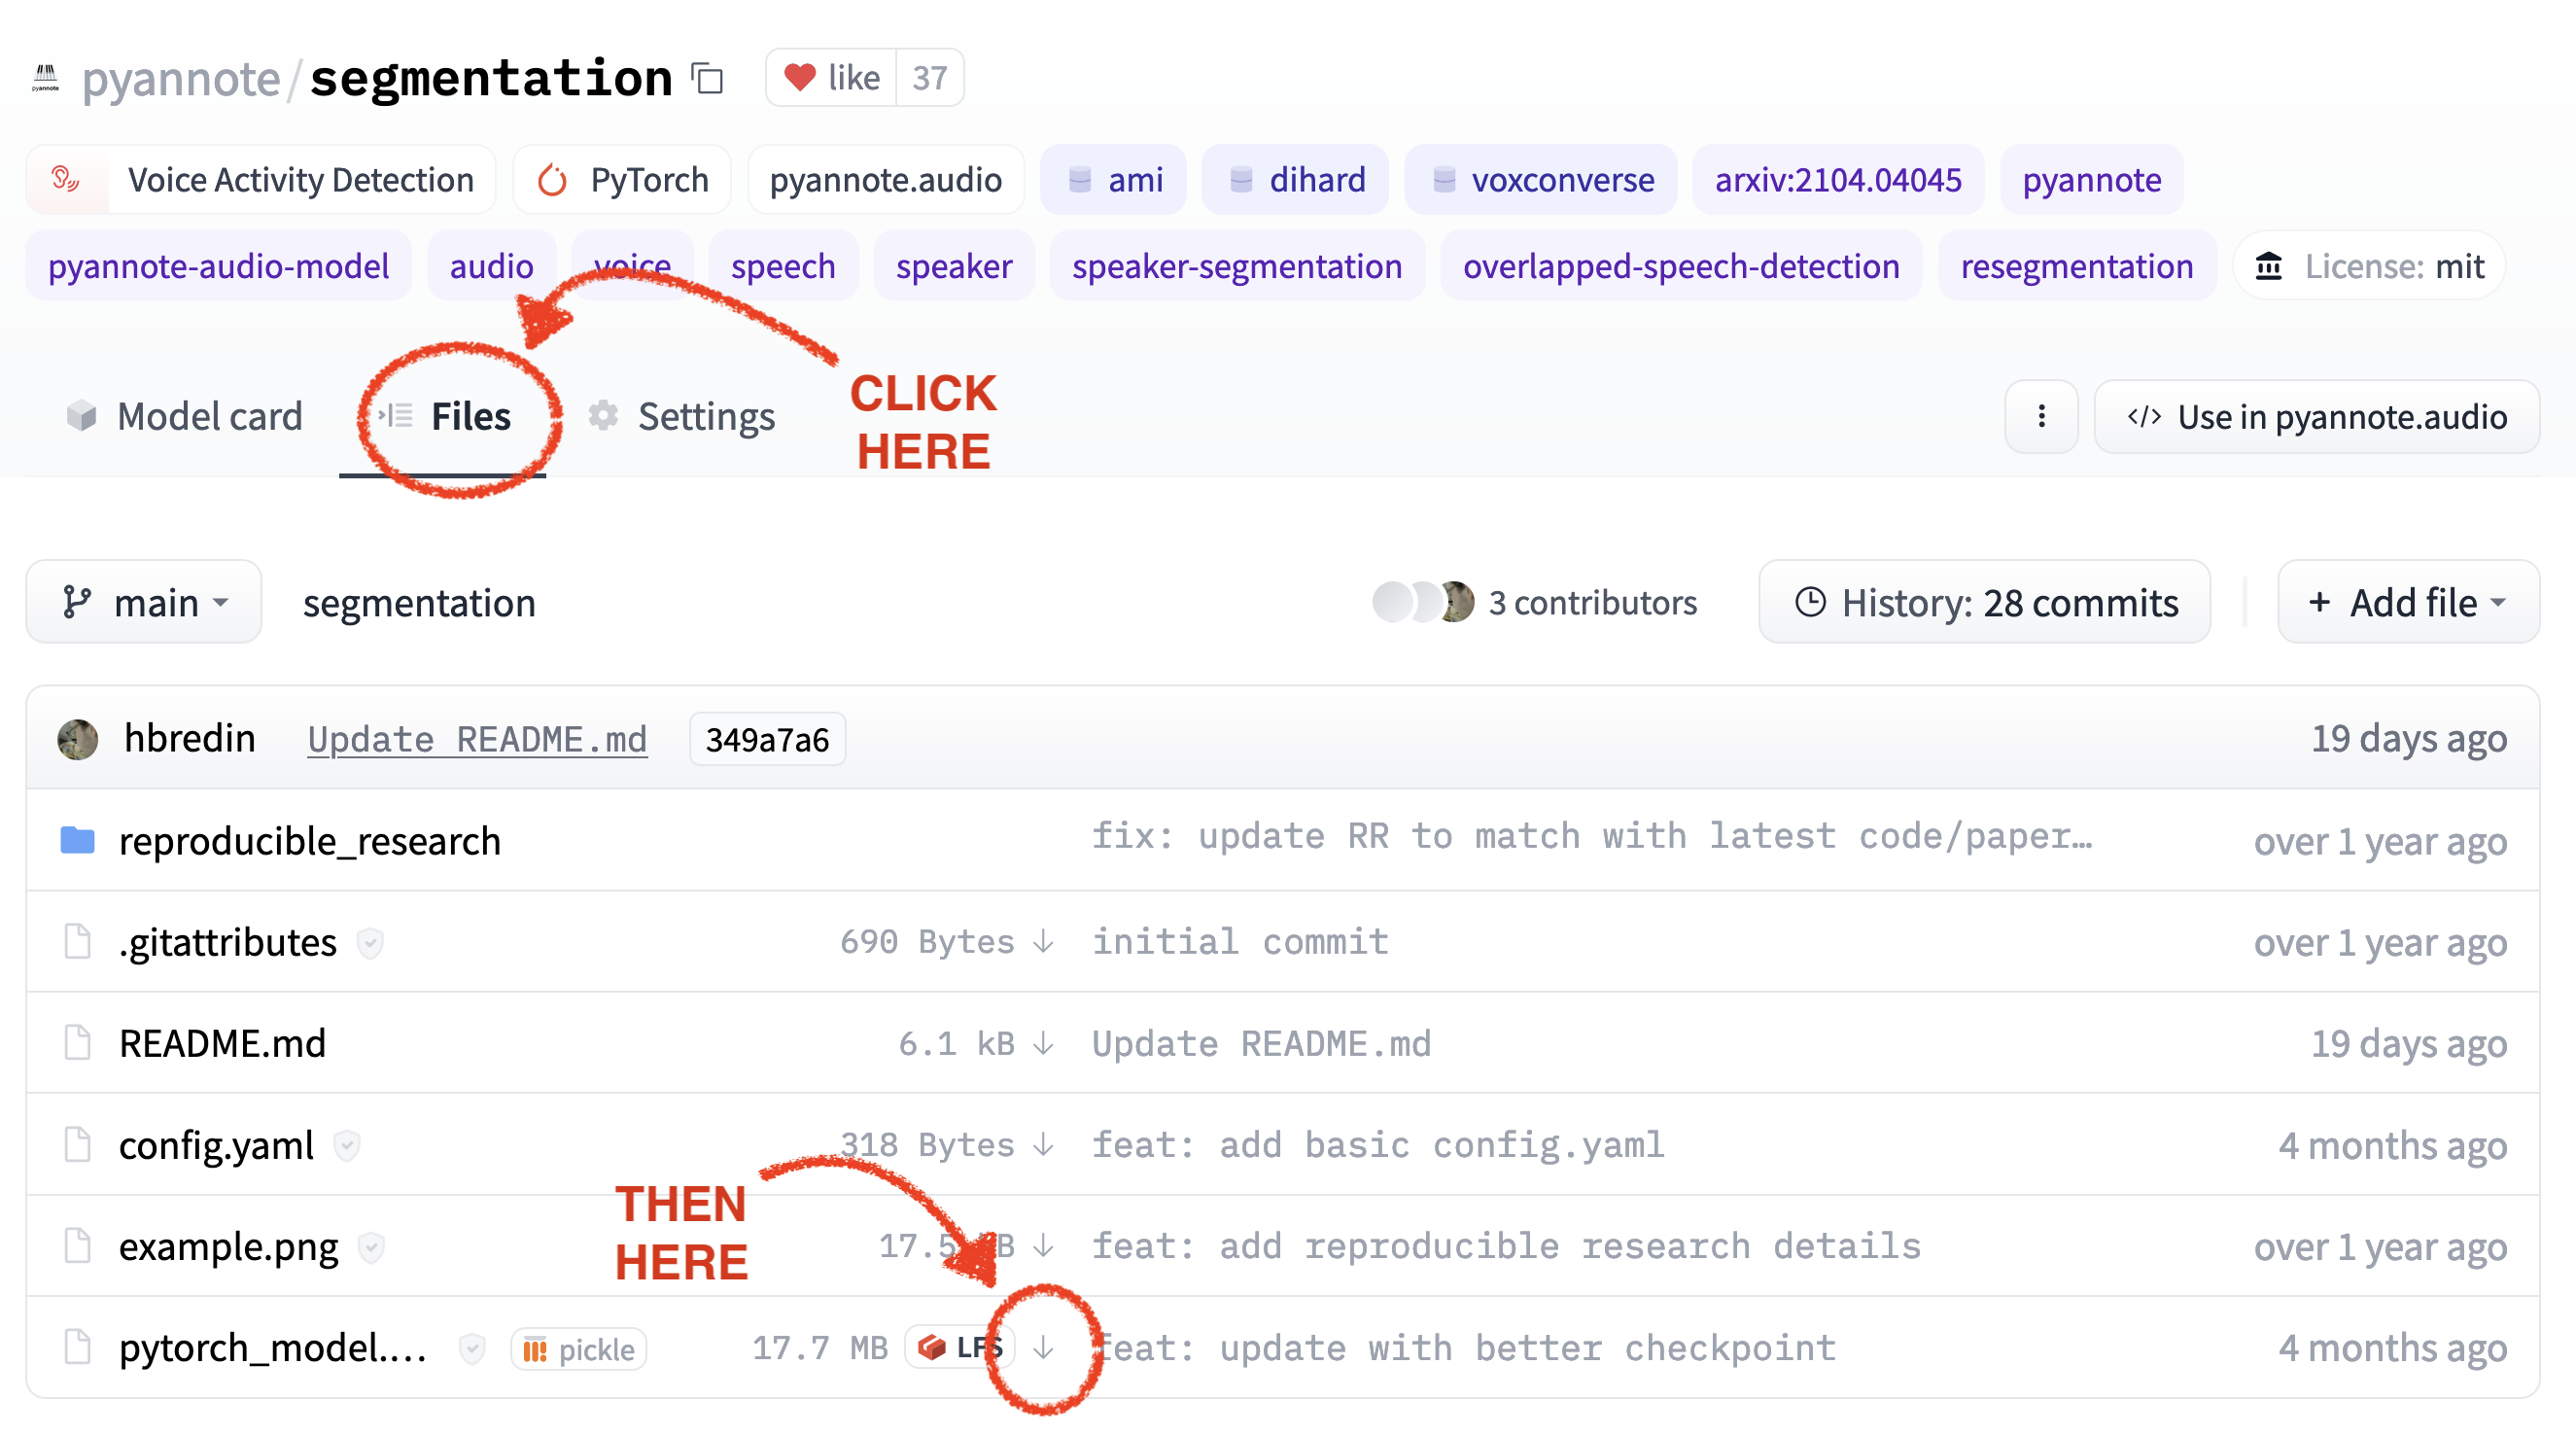 pyannote/segmentation like 37
Voice Activity Detection PyTorch pyannote.audio ami dihard voxconverse arxiv:2104.04045 pyannote
pyannote-audio-model audio voice speech speaker speaker-segmentation overlapped-speech-detection resegmentation License: mit
Model card Files Settings
CLICK
HERE
Use in pyannote.audio
main segmentation 3 contributors History: 28 commits + Add file
hbredin Update README.md 349a7a6 19 days ago
reproducible_research fix: update RR to match with latest code/paper… over 1 year ago
.gitattributes 690 Bytes initial commit over 1 year ago
README.md 6.1 kB Update README.md 19 days ago
config.yaml 318 Bytes feat: add basic config.yaml 4 months ago
THEN
HERE
example.png feat: add reproducible research details over 1 year ago
pytorch_model.… pickle 17.7 MB LFS feat: update with better checkpoint 4 months ago